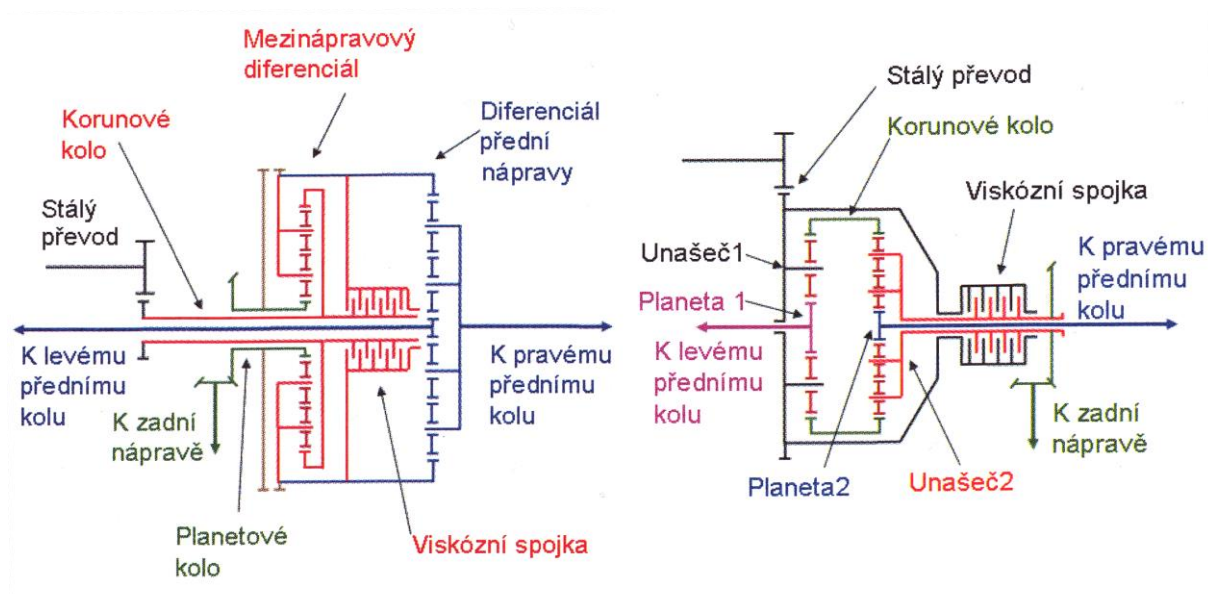 Mezinápravový
diferenciál
Korunové
kolo
Diferenciál
přední
nápravy
Stálý
převod
K levému
přednímu
kolu
K pravému
přednímu
kolu
K zadní
nápravě
Planetové
kolo
Viskózní spojka
Stálý převod
Korunové kolo
Viskózní spojka
Unašeč1
K pravému
přednímu
kolu
Planeta 1
K levému
přednímu
kolu
K zadní
nápravě
Planeta2
Unašeč2